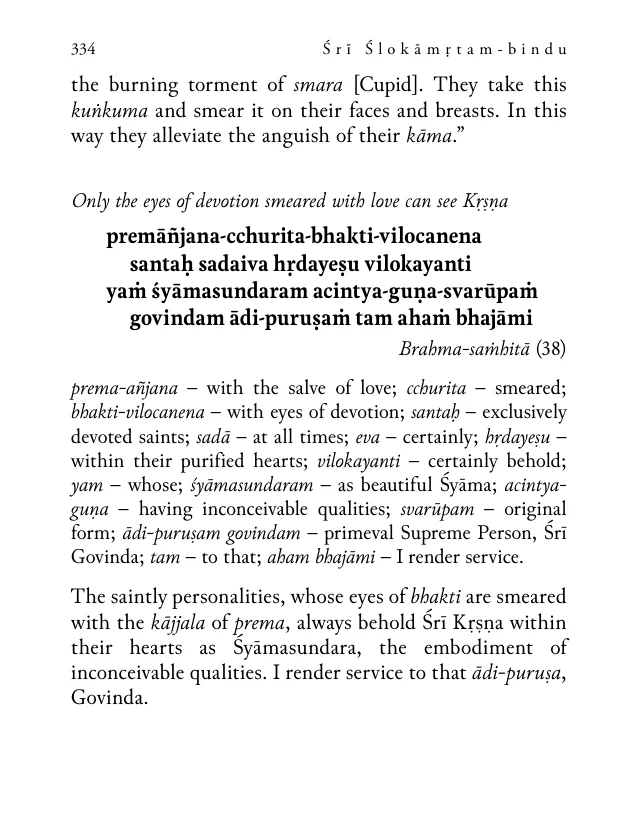 334 Śrī Ślokāmṛtam-bindu
the burning torment of smara [Cupid]. They take this
kuṅkuma and smear it on their faces and breasts. In this
way they alleviate the anguish of their kāma.”
Only the eyes of devotion smeared with love can see Kṛṣṇa
premāñjana-cchurita-bhakti-vilocanena
santaḥ sadaiva hṛdayeṣu vilokayanti
yaṁ śyāmasundaram acintya-guṇa-svarūpaṁ
govindam ādi-puruṣaṁ tam ahaṁ bhajāmi
Brahma-saṁhitā (38)
prema-añjana – with the salve of love; cchurita – smeared;
bhakti-vilocanena – with eyes of devotion; santaḥ – exclusively
devoted saints; sadā – at all times; eva – certainly; hṛdayeṣu –
within their purified hearts; vilokayanti – certainly behold;
yam – whose; śyāmasundaram – as beautiful Śyāma; acintya-
guṇa – having inconceivable qualities; svarūpam – original
form; ādi-puruṣam govindam – primeval Supreme Person, Śrī
Govinda; tam – to that; aham bhajāmi – I render service.
The saintly personalities, whose eyes of bhakti are smeared
with the kājjala of prema, always behold Śrī Kṛṣṇa within
their hearts as Śyāmasundara, the embodiment of
inconceivable qualities. I render service to that ādi-puruṣa,
Govinda.